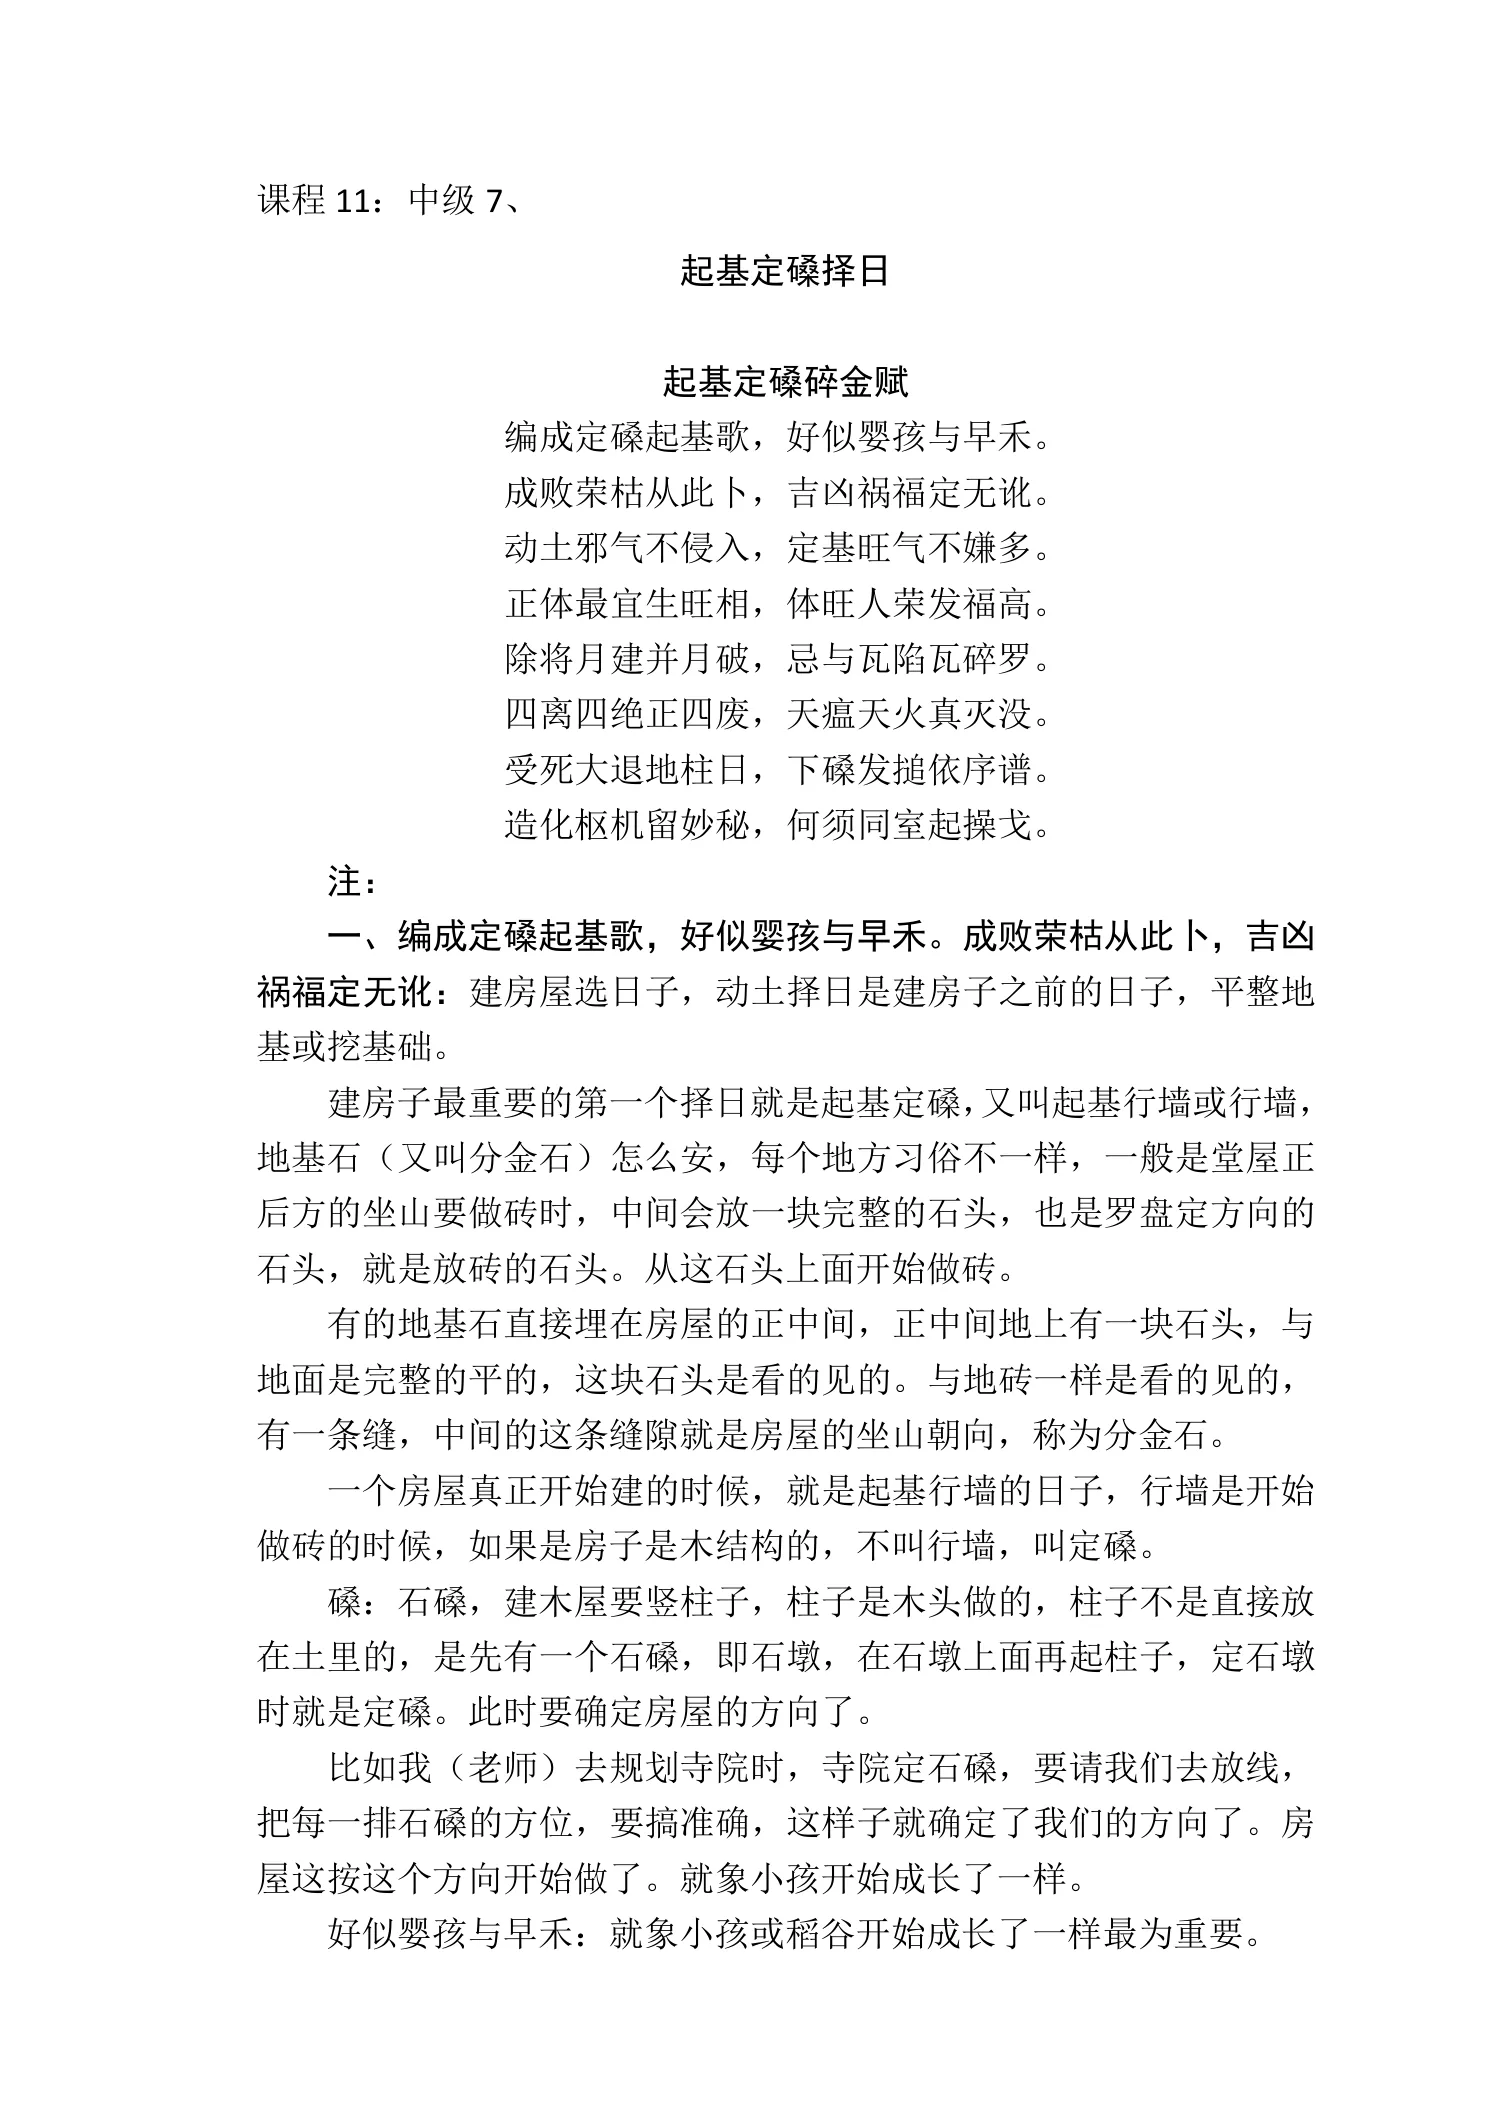 课程 11：中级 7、
起基定磉择日
起基定磉碎金赋
编成定磉起基歌，好似婴孩与早禾。
成败荣枯从此卜，吉凶祸福定无讹。
动土邪气不侵入，定基旺气不嫌多。
正体最宜生旺相，体旺人荣发福高。
除将月建并月破，忌与瓦陷瓦碎罗。
四离四绝正四废，天瘟天火真灭没。
受死大退地柱日，下磉发搥依序谱。
造化枢机留妙秘，何须同室起操戈。
注：
一、编成定磉起基歌，好似婴孩与早禾。成败荣枯从此卜，吉凶
祸福定无讹：建房屋选日子，动土择日是建房子之前的日子，平整地
基或挖基础。
建房子最重要的第一个择日就是起基定磉，又叫起基行墙或行墙，
地基石（又叫分金石）怎么安，每个地方习俗不一样，一般是堂屋正
后方的坐山要做砖时，中间会放一块完整的石头，也是罗盘定方向的
石头，就是放砖的石头。从这石头上面开始做砖。
有的地基石直接埋在房屋的正中间，正中间地上有一块石头，与
地面是完整的平的，这块石头是看的见的。与地砖一样是看的见的，
有一条缝，中间的这条缝隙就是房屋的坐山朝向，称为分金石。
一个房屋真正开始建的时候，就是起基行墙的日子，行墙是开始
做砖的时候，如果是房子是木结构的，不叫行墙，叫定磉。
磉：石磉，建木屋要竖柱子，柱子是木头做的，柱子不是直接放
在土里的，是先有一个石磉，即石墩，在石墩上面再起柱子，定石墩
时就是定磉。此时要确定房屋的方向了。
比如我（老师）去规划寺院时，寺院定石磉，要请我们去放线，
把每一排石磉的方位，要搞准确，这样子就确定了我们的方向了。房
屋这按这个方向开始做了。就象小孩开始成长了一样。
好似婴孩与早禾：就象小孩或稻谷开始成长了一样最为重要。